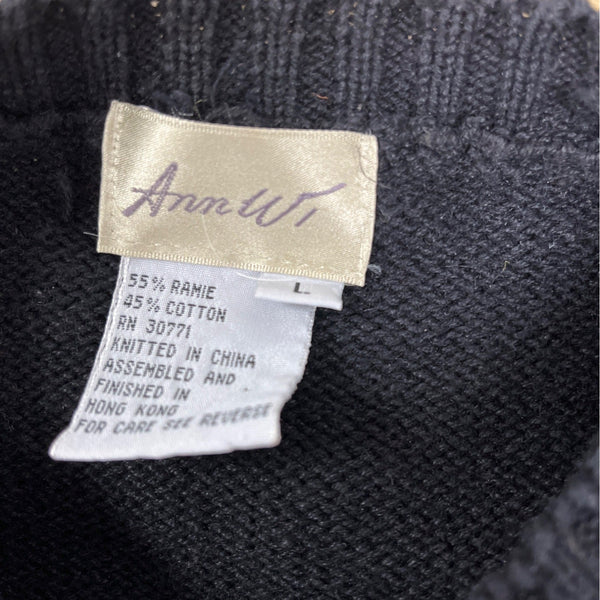 Ann Wi
L
55% RAMIE
45% COTTON
RN 30771
KNITTED IN CHINA
ASSEMBLED AND
FINISHED IN
HONG KONG
FOR CARE SEE REVERSE